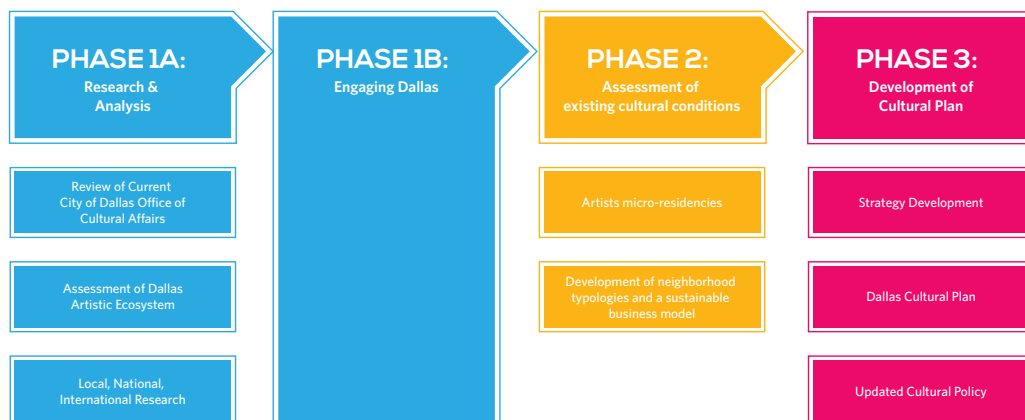 PHASE 1A:
Research &
Analysis
Review of Current
City of Dallas Office of
Cultural Affairs
Assessment of Dallas
Artistic Ecosystem
Local, National,
International Research
PHASE 1B:
Engaging Dallas
PHASE 2:
Assessment of
existing cultural conditions
Artists micro-residencies
Development of neighborhood
typologies and a sustainable
business model
PHASE 3:
Development of
Cultural Plan
Strategy Development
Dallas Cultural Plan
Updated Cultural Policy